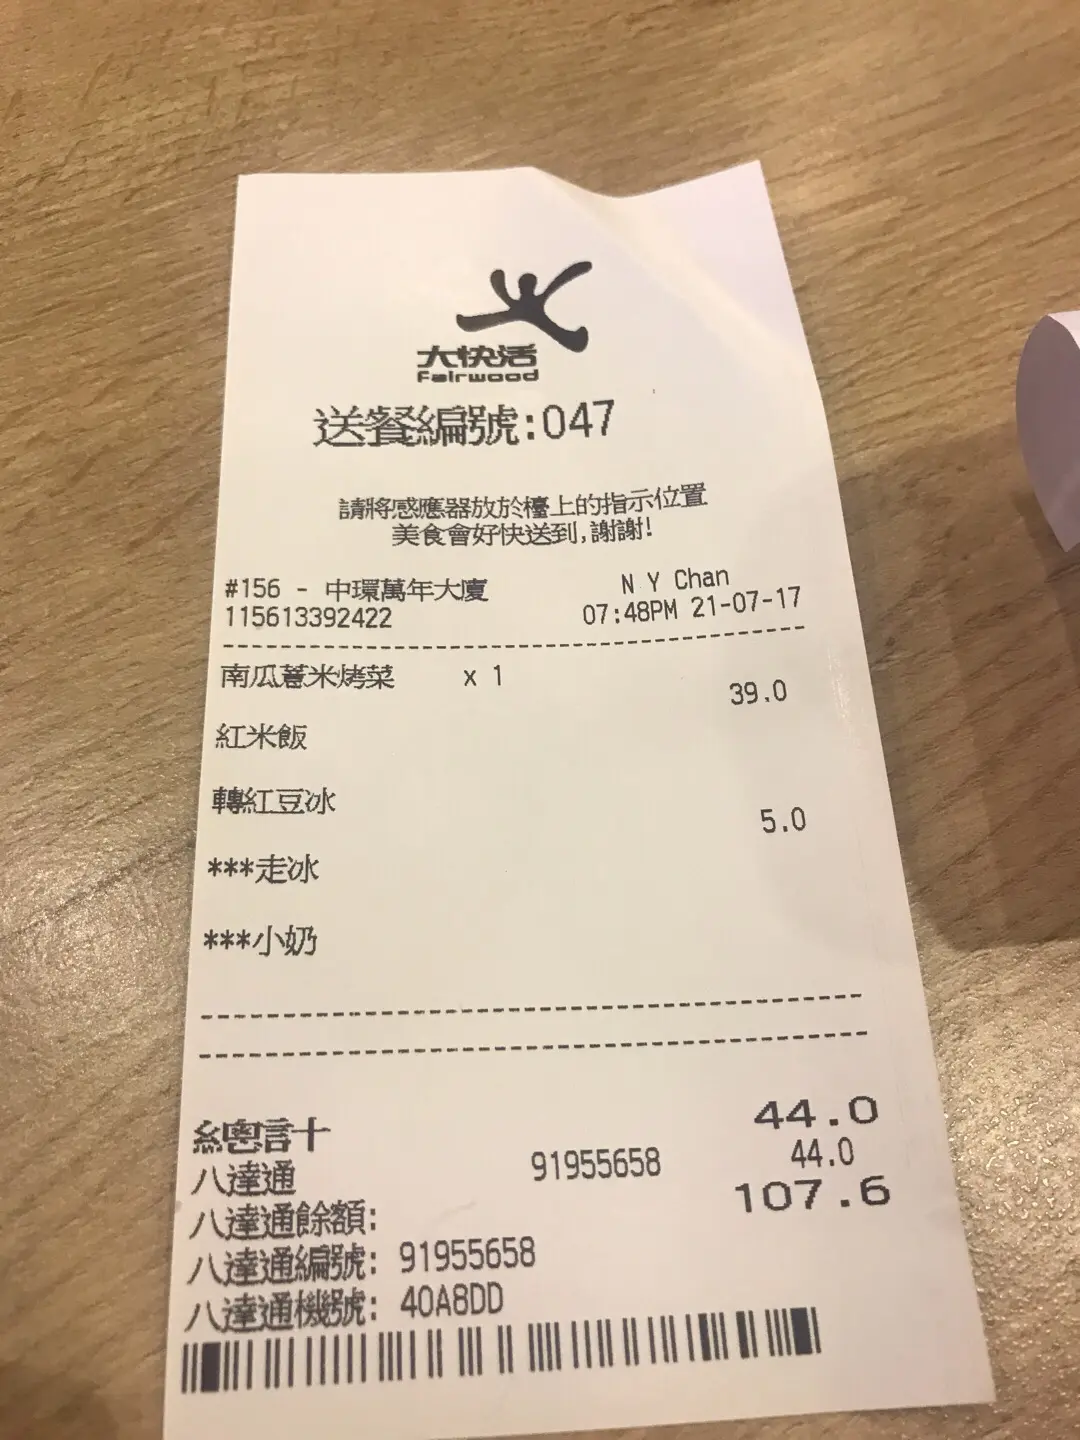 大快活
Fairwood
送餐編號:047
請將感應器放於檯上的指示位置
美食會好快送到,謝謝!
#156 - 中環萬年大廈 N Y Chan
115613392422 07:48PM 21-07-17
南瓜薏米烤菜 x 1 39.0
紅米飯
轉紅豆冰 5.0
***走冰
***小奶
總計 44.0
八達通 91955658 44.0
八達通餘額: 107.6
八達通編號: 91955658
八達通機號: 40A8DD